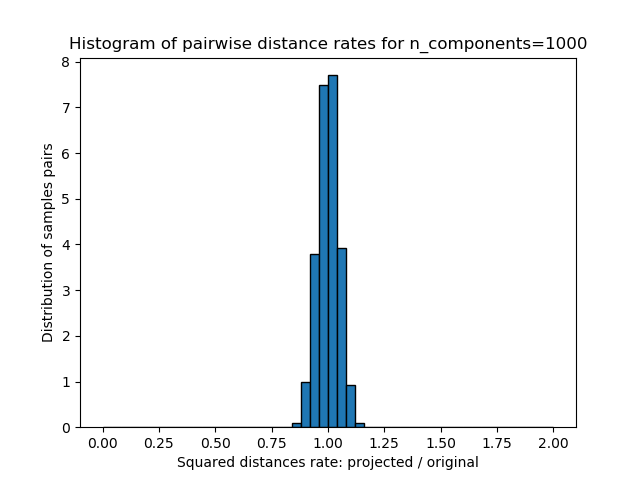 Histogram of pairwise distance rates for n_components=1000
8
7
6
5
4
3
2
1
0
Distribution of samples pairs
0.00 0.25 0.50 0.75 1.00 1.25 1.50 1.75 2.00
Squared distances rate: projected / original